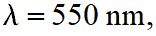 λ = 550 nm,